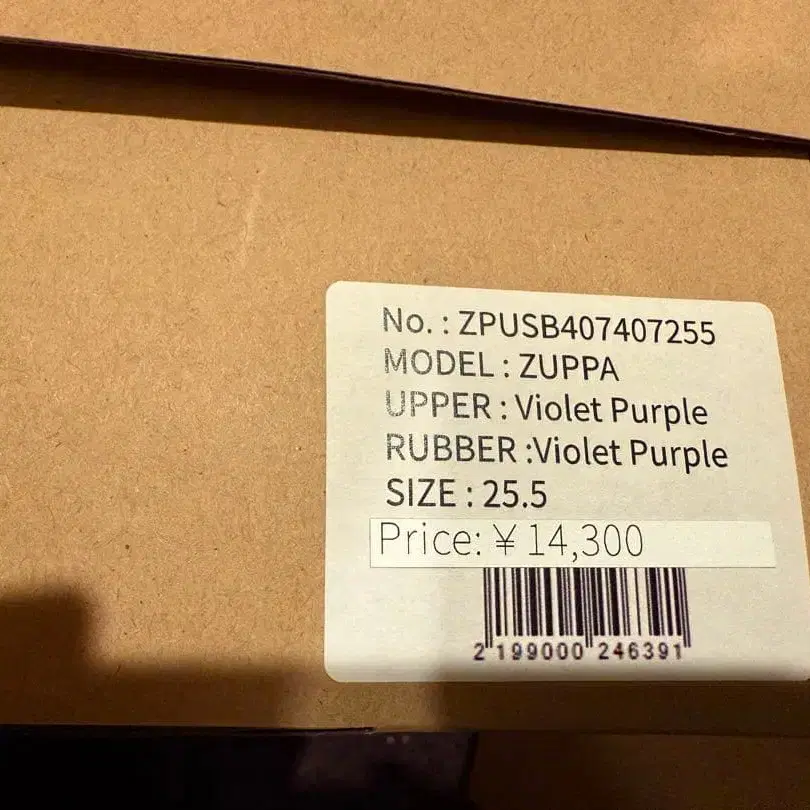 No. : ZPUSB407407255
MODEL : ZUPPA
UPPER : Violet Purple
RUBBER :Violet Purple
SIZE : 25.5
Price: ¥ 14,300
2 199000 246391